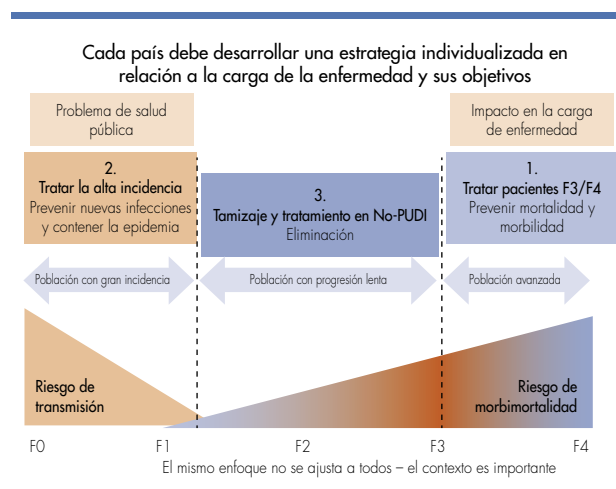 Cada país debe desarrollar una estrategia individualizada en
relación a la carga de la enfermedad y sus objetivos
Problema de salud
pública
Impacto en la carga
de enfermedad
2.
Tratar la alta incidencia
Prevenir nuevas infecciones
y contener la epidemia
3.
Tamizaje y tratamiento en No-PUDI
Eliminación
1.
Tratar pacientes F3/F4
Prevenir mortalidad y
morbilidad
Población con gran incidencia
Población con progresión lenta
Población avanzada
Riesgo de
transmisión
Riesgo de
morbimortalidad
F0
F1
F2
F3
F4
El mismo enfoque no se ajusta a todos – el contexto es importante